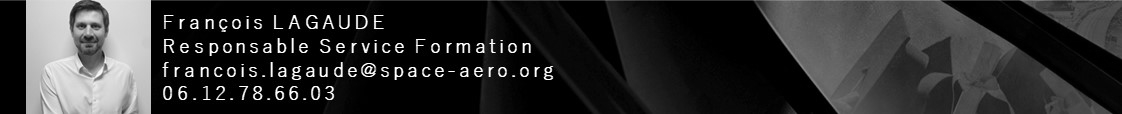 François LAGAUDE
Responsable Service Formation
francois.lagaude@space-aero.org
06.12.78.66.03